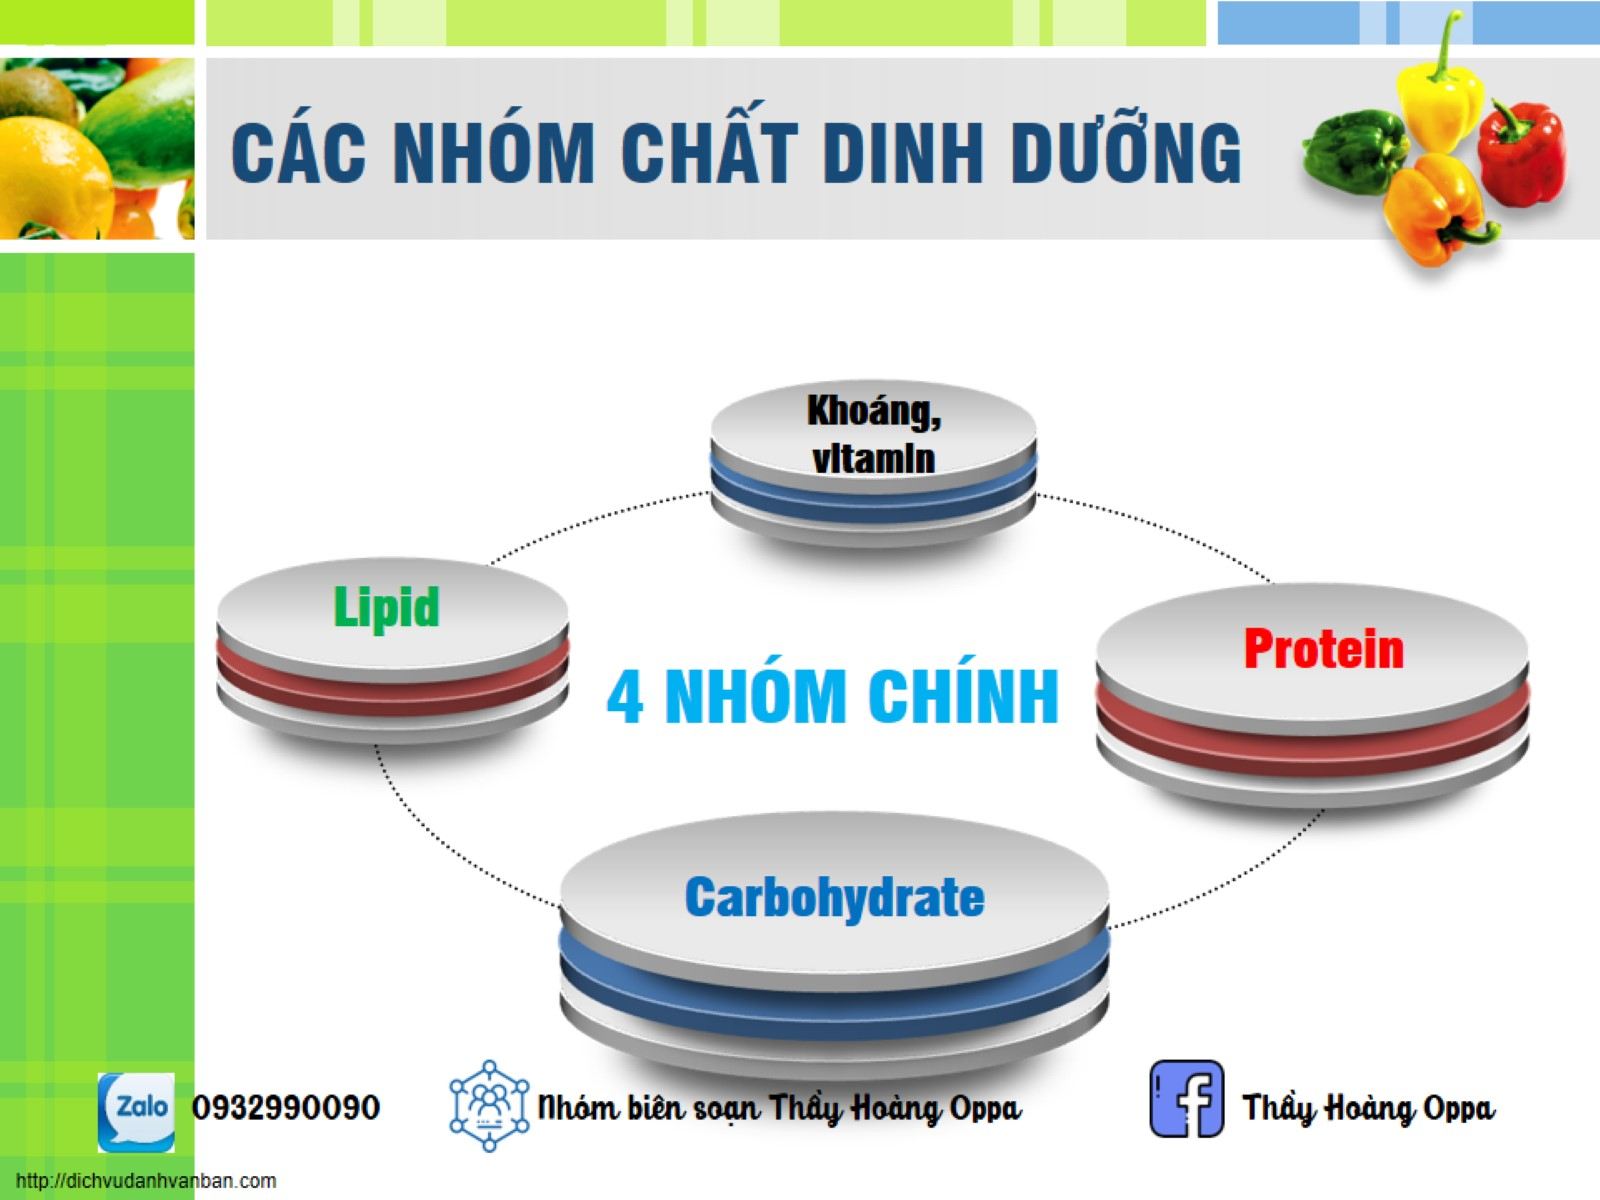 CÁC NHÓM CHẤT DINH DƯỠNG
Khoáng,
vitamin
Lipid
Protein
4 NHÓM CHÍNH
Carbohydrate
Zalo
0932990090
Nhóm biên soạn Thầy Hoàng Oppa
Thầy Hoàng Oppa
http://dichvudanhvanban.com